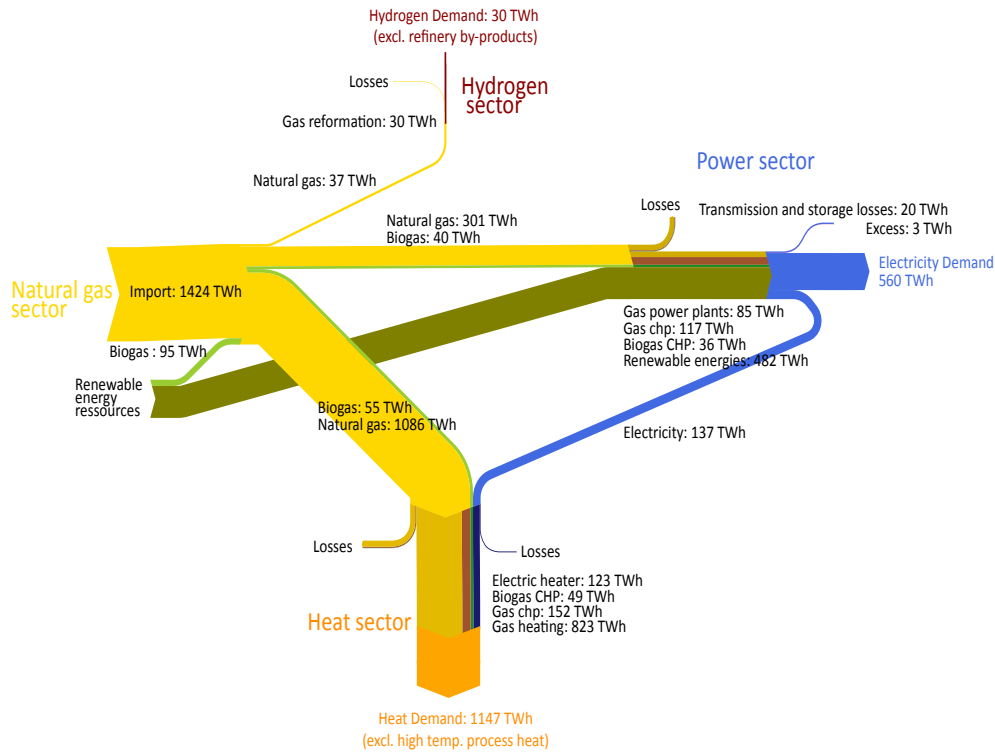 Hydrogen Demand: 30 TWh
(excl. refinery by-products)
Losses
Hydrogen
sector
Gas reformation: 30 TWh
Natural gas: 37 TWh
Power sector
Natural gas: 301 TWh
Biogas: 40 TWh
Losses
Transmission and storage losses: 20 TWh
Excess: 3 TWh
Electricity Demand
560 TWh
Natural gas
sector
Import: 1424 TWh
Gas power plants: 85 TWh
Gas chp: 117 TWh
Biogas CHP: 36 TWh
Renewable energies: 482 TWh
Biogas : 95 TWh
Renewable
energy
ressources
Biogas: 55 TWh
Natural gas: 1086 TWh
Electricity: 137 TWh
Losses
Losses
Electric heater: 123 TWh
Biogas CHP: 49 TWh
Gas chp: 152 TWh
Gas heating: 823 TWh
Heat sector
Heat Demand: 1147 TWh
(excl. high temp. process heat)